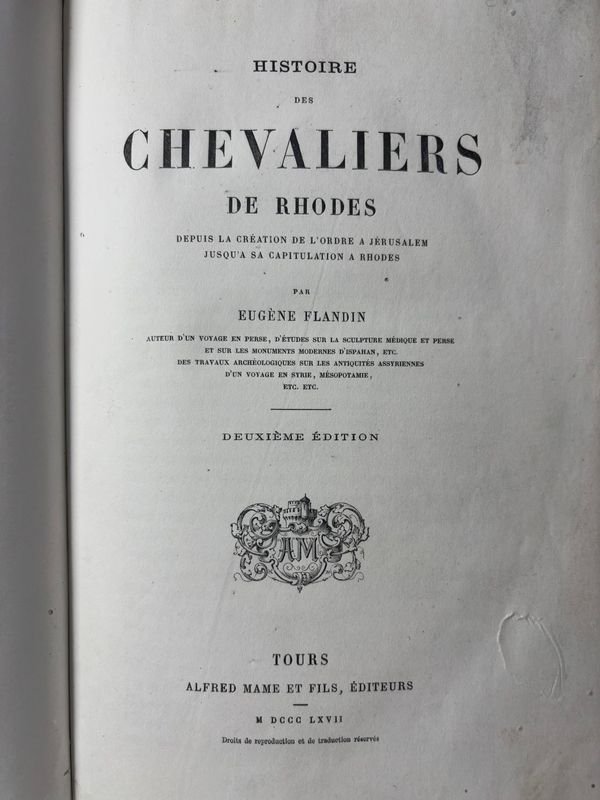 HISTOIRE
DES
CHEVALIERS
DE RHODES
DEPUIS LA CRÉATION DE L'ORDRE A JÉRUSALEM
JUSQU'A SA CAPITULATION A RHODES
PAR
EUGÈNE FLANDIN
AUTEUR D'UN VOYAGE EN PERSE, D'ÉTUDES SUR LA SCULPTURE MÉDIQUE ET PERSE
ET SUR LES MONUMENTS MODERNES D'ISPAHAN, ETC.
DES TRAVAUX ARCHÉOLOGIQUES SUR LES ANTIQUITÉS ASSYRIENNES
D'UN VOYAGE EN SYRIE, MÉSOPOTAMIE,
ETC. ETC.
DEUXIÈME ÉDITION
AM
TOURS
ALFRED MAME ET FILS, ÉDITEURS
M DCCC LXVII
Droits de reproduction et de traduction réservés